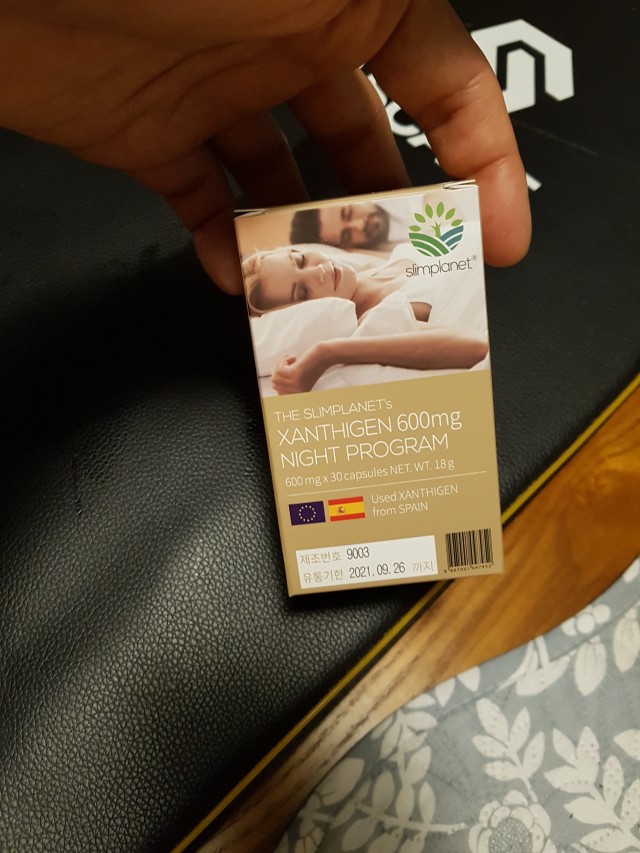 slimplanet®
THE SLIMPLANET's
XANTHIGEN 600mg
NIGHT PROGRAM
600 mg x 30 capsules NET. WT. 18 g
Used XANTHIGEN
from SPAIN
제조번호 9003
유통기한 2021.09.26 까지